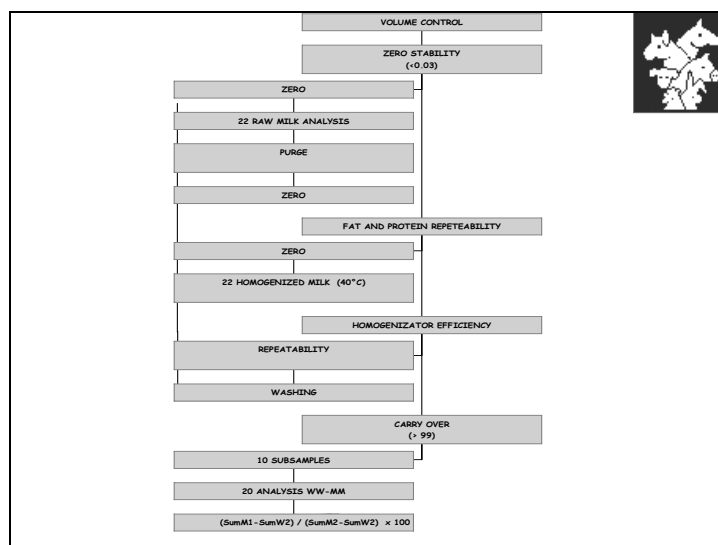 VOLUME CONTROL
ZERO STABILITY
(<0.03)
ZERO
22 RAW MILK ANALYSIS
PURGE
ZERO
FAT AND PROTEIN REPETEABILITY
ZERO
22 HOMOGENIZED MILK (40°C)
HOMOGENIZATOR EFFICIENCY
REPEATABILITY
WASHING
CARRY OVER
(> 99)
10 SUBSAMPLES
20 ANALYSIS WW-MM
(SumM1-SumW2) / (SumM2-SumW2) x 100